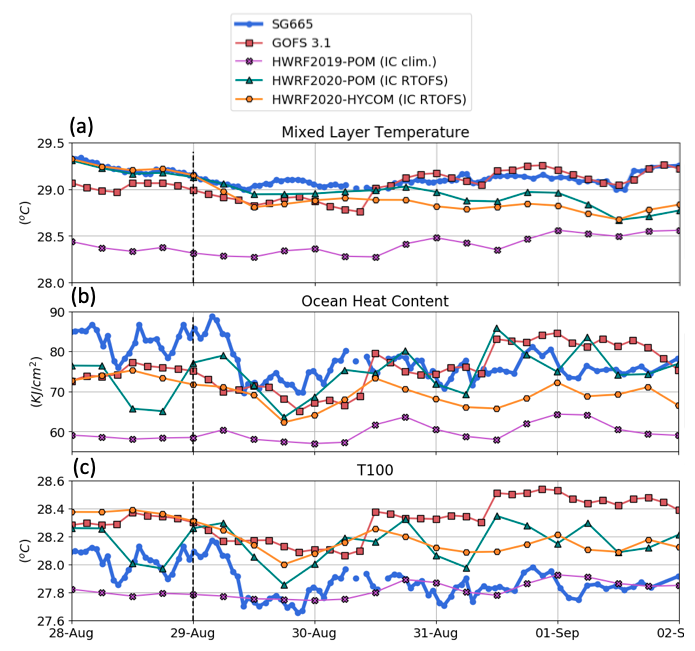 SG665
GOFS 3.1
HWRF2019-POM (IC clim.)
HWRF2020-POM (IC RTOFS)
HWRF2020-HYCOM (IC RTOFS)
(a)
Mixed Layer Temperature
29.5
29.0
28.5
28.0
(°C)
(b)
Ocean Heat Content
90
80
70
60
(KJ/cm²)
(c)
T100
28.6
28.4
28.2
28.0
27.8
27.6
(°C)
28-Aug 29-Aug 30-Aug 31-Aug 01-Sep 02-S